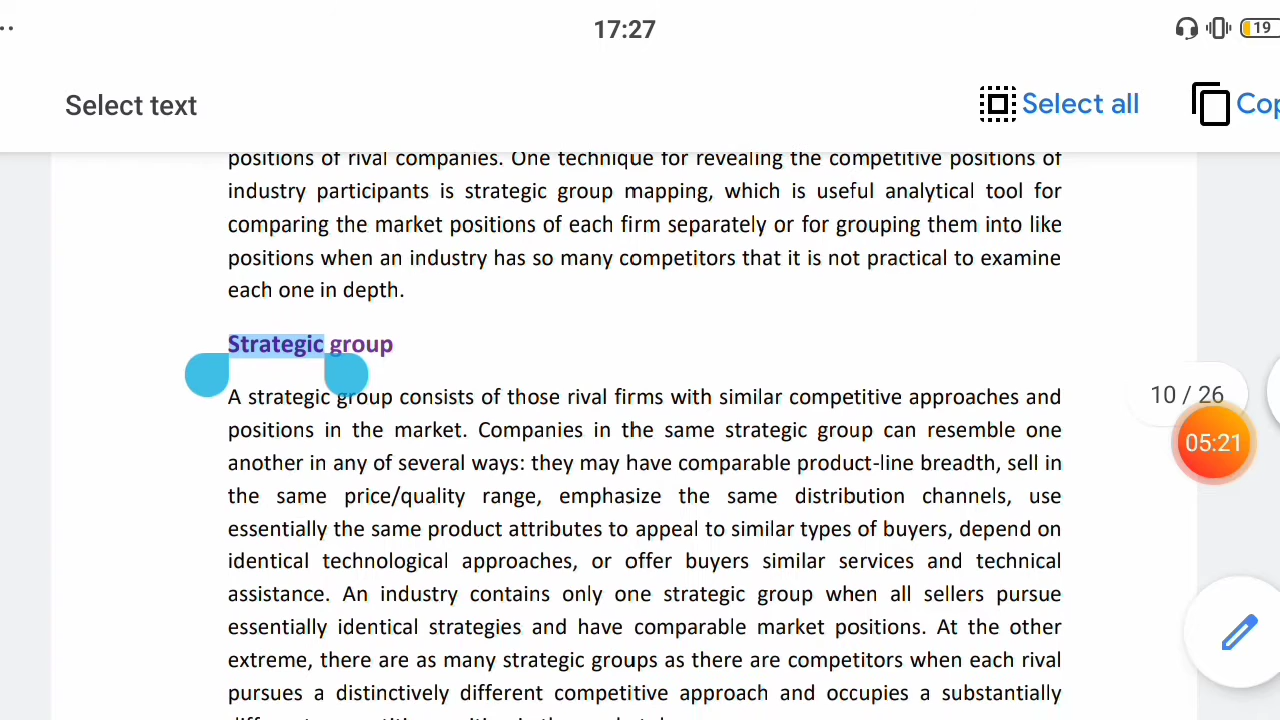 17:27
19
Select text
Select all
positions of rival companies. One technique for revealing the competitive positions of
industry participants is strategic group mapping, which is useful analytical tool for
comparing the market positions of each firm separately or for grouping them into like
positions when an industry has so many competitors that it is not practical to examine
each one in depth.
Strategic group
A strategic group consists of those rival firms with similar competitive approaches and
positions in the market. Companies in the same strategic group can resemble one
another in any of several ways: they may have comparable product-line breadth, sell in
the same price/quality range, emphasize the same distribution channels, use
essentially the same product attributes to appeal to similar types of buyers, depend on
identical technological approaches, or offer buyers similar services and technical
assistance. An industry contains only one strategic group when all sellers pursue
essentially identical strategies and have comparable market positions. At the other
extreme, there are as many strategic groups as there are competitors when each rival
pursues a distinctively different competitive approach and occupies a substantially
10 / 26
05:21